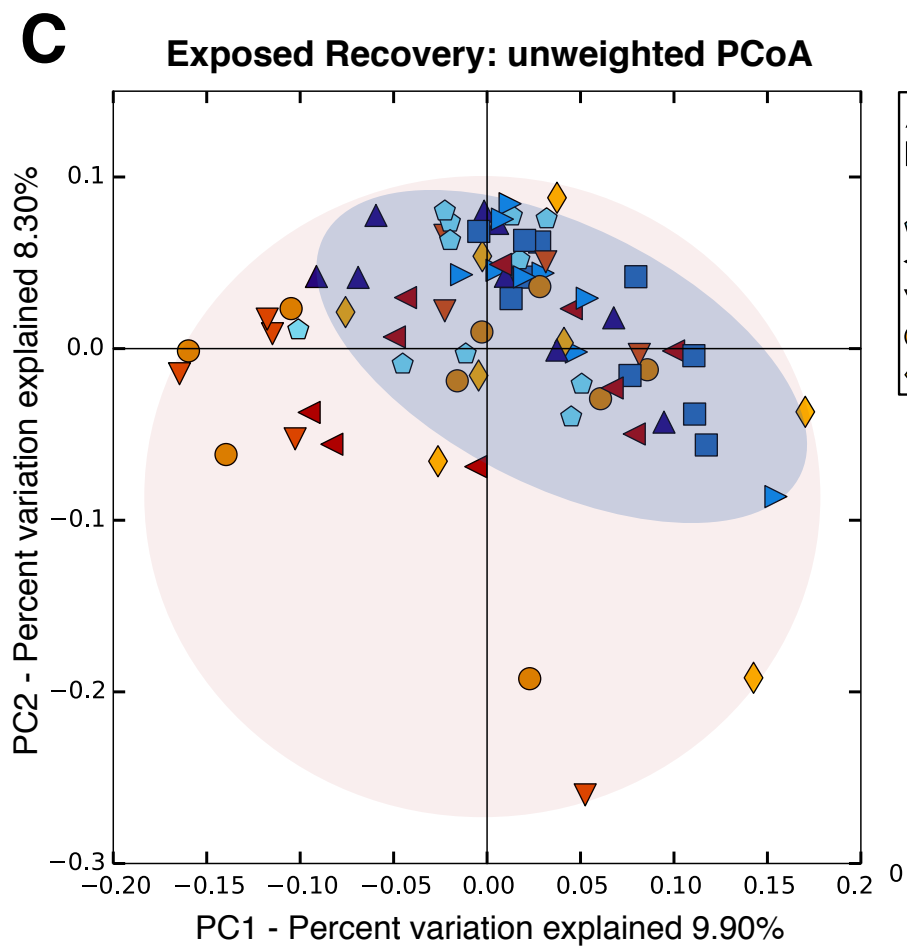 C
Exposed Recovery: unweighted PCoA
PC2 - Percent variation explained 8.30%
0.1
0.0
−0.1
−0.2
−0.3
−0.20 −0.15 −0.10 −0.05 0.00 0.05 0.10 0.15 0.2
0
PC1 - Percent variation explained 9.90%